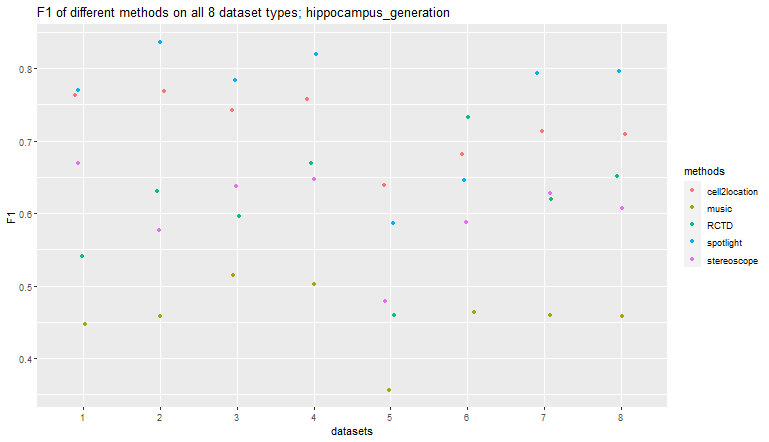 F1 of different methods on all 8 dataset types; hippocampus_generation
0.8
0.7
0.6
0.5
0.4
F1
1 2 3 4 5 6 7 8
datasets
methods
cell2location
music
RCTD
spotlight
stereoscope